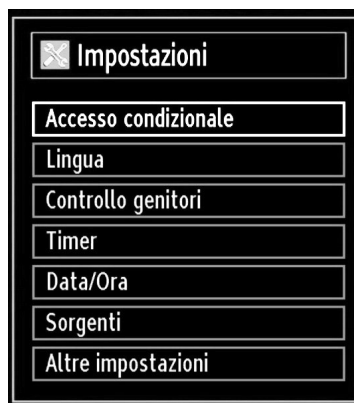 Impostazioni
Accesso condizionale
Lingua
Controllo genitori
Timer
Data/Ora
Sorgenti
Altre impostazioni